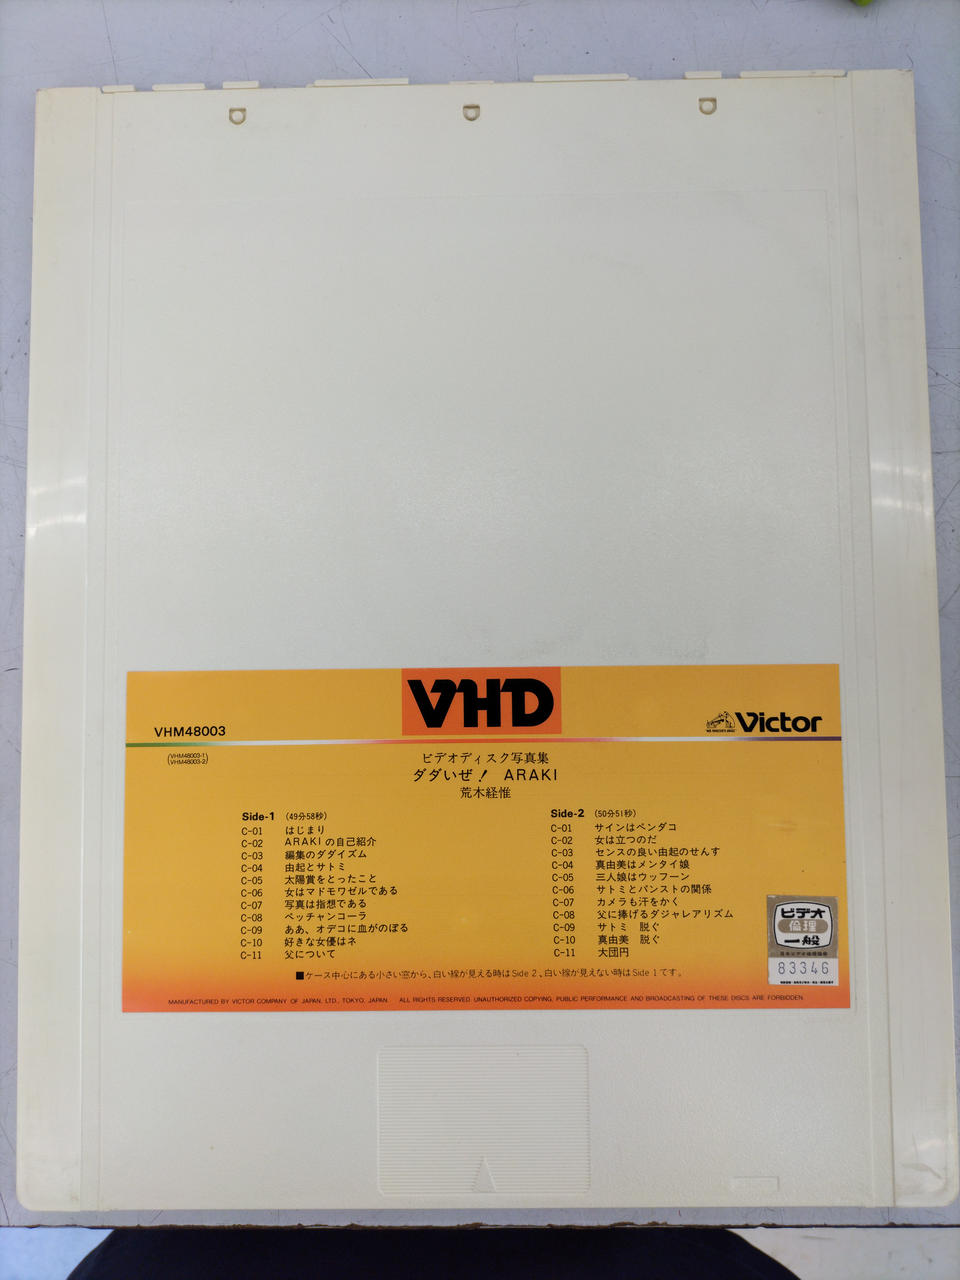 VHD
VHM48003
Victor
"HIS MASTER'S VOICE"
(VHM48003-1)
(VHM48003-2)
ビデオディスク写真集
ダダいぜ! ARAKI
荒木経惟
Side-1 (49分58秒)
C-01 はじまり
C-02 ARAKIの自己紹介
C-03 編集のダダイズム
C-04 由起とサトミ
C-05 太陽賞をとったこと
C-06 女はマドモワゼルである
C-07 写真は指想である
C-08 ペッチャンコーラ
C-09 ああ、オデコに血がのぼる
C-10 好きな女優はネ
C-11 父について
Side-2 (50分51秒)
C-01 サインはペンダコ
C-02 女は立つのだ
C-03 センスの良い由起のせんす
C-04 真由美はメンタイ娘
C-05 三人娘はウッフーン
C-06 サトミとパンストの関係
C-07 カメラも汗をかく
C-08 父に捧げるダジャレアリズム
C-09 サトミ 脱ぐ
C-10 真由美 脱ぐ
C-11 大団円
ビデオ
倫理
一般
日本ビデオ倫理協会
83346
■ケース中心にある小さい窓から、白い線が見える時はSide 2、白い線が見えない時はSide 1です。
MANUFACTURED BY VICTOR COMPANY OF JAPAN, LTD., TOKYO, JAPAN. ALL RIGHTS RESERVED. UNAUTHORIZED COPYING, PUBLIC PERFORMANCE AND BROADCASTING OF THESE DISCS ARE FORBIDDEN.